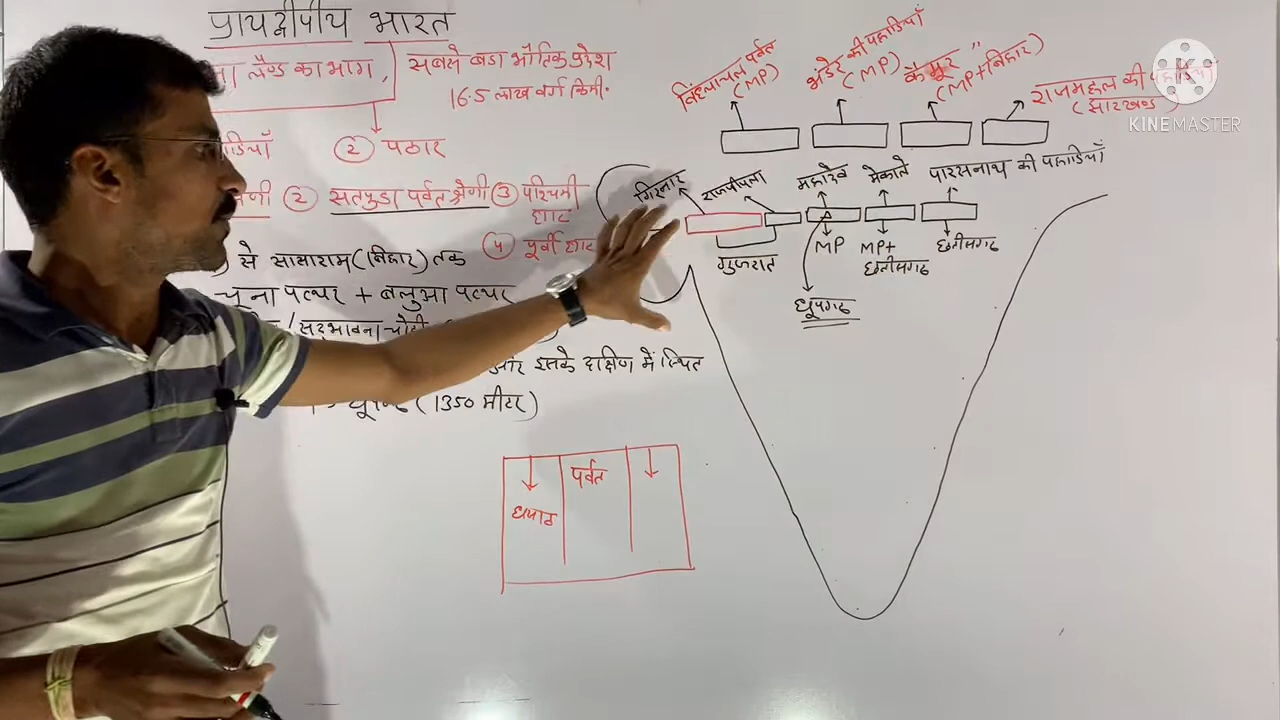 प्रायद्वीपीय भारत
लैण्ड का भाग,
सबसे बडा भौतिक प्रदेश
16.5 लाख वर्ग किमी.
② पठार
② सतपुडा पर्वत श्रेणी ③ पश्चिमी घाट
④ पूर्वी घाट
से सासाराम (बिहार) तक
चूना पत्थर + बलुआ पत्थर
सद्भावना चोटी
और इसके दक्षिण में स्थित
(1350 मीटर)
विंध्याचल पर्वत (MP)
भांडेर की पहाडियाँ (MP)
कैमूर " (MP+बिहार)
राजमहल की पहाडियाँ (झारखण्ड)
KINEMASTER
गिरनार
राजपीपला
महादेव
मैकाले
पारसनाथ की पहाडियाँ
गुजरात
MP
MP+ छत्तीसगढ
छत्तीसगढ
धूपगढ
पर्वत